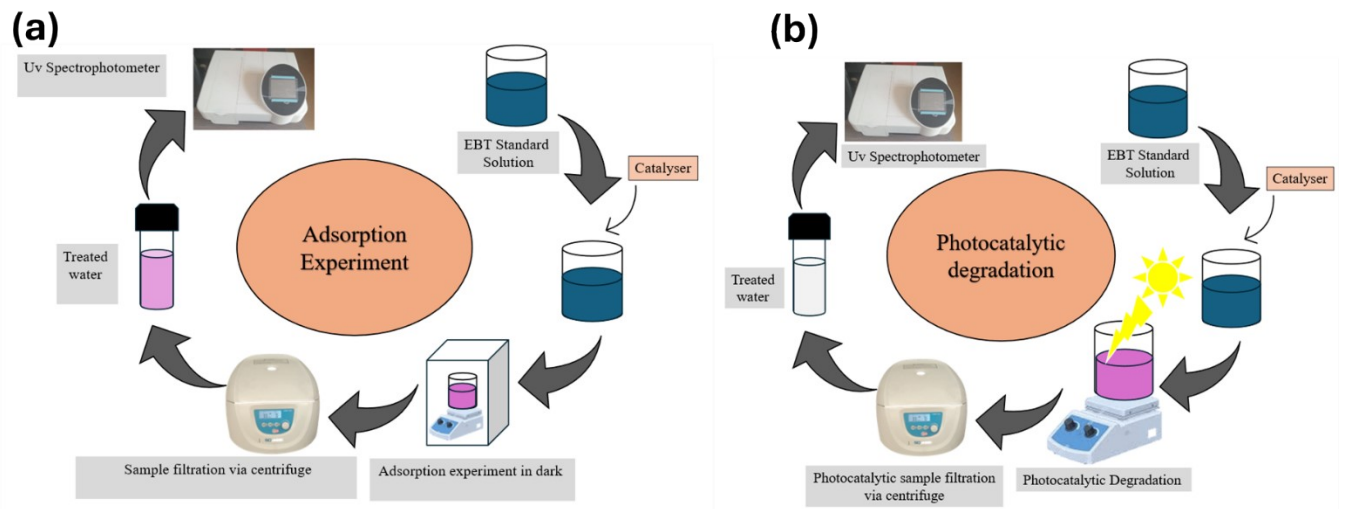 (a)
Uv Spectrophotometer
EBT Standard
Solution
Catalyser
Adsorption
Experiment
Treated
water
Sample filtration via centrifuge
Adsorption experiment in dark
(b)
Uv Spectrophotometer
EBT Standard
Solution
Catalyser
Photocatalytic
degradation
Treated
water
Photocatalytic sample filtration
via centrifuge
Photocatalytic Degradation